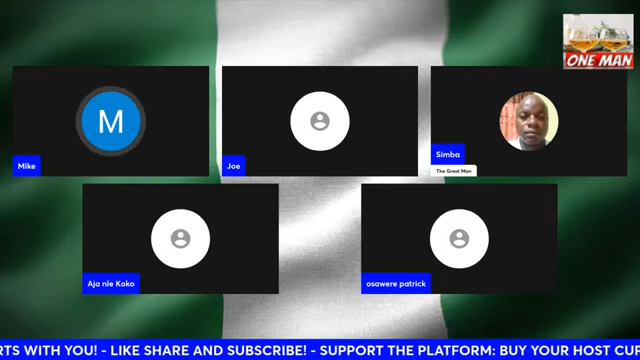 ONE MAN
M
Mike
Joe
Simba
The Great Man
Aja nle Koko
osawere patrick
RTS WITH YOU! - LIKE SHARE AND SUBSCRIBE! - SUPPORT THE PLATFORM: BUY YOUR HOST CUP